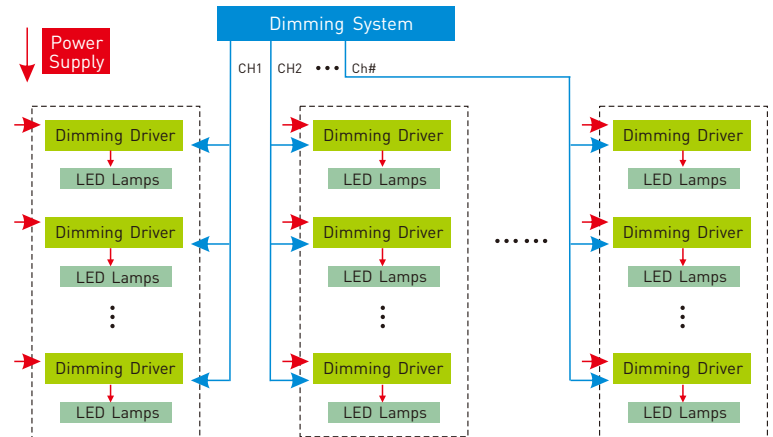 Dimming System
Power
Supply
CH1 CH2 ••• Ch#
Dimming Driver Dimming Driver Dimming Driver
LED Lamps LED Lamps LED Lamps
Dimming Driver Dimming Driver ······ Dimming Driver
LED Lamps LED Lamps LED Lamps
Dimming Driver Dimming Driver Dimming Driver
LED Lamps LED Lamps LED Lamps